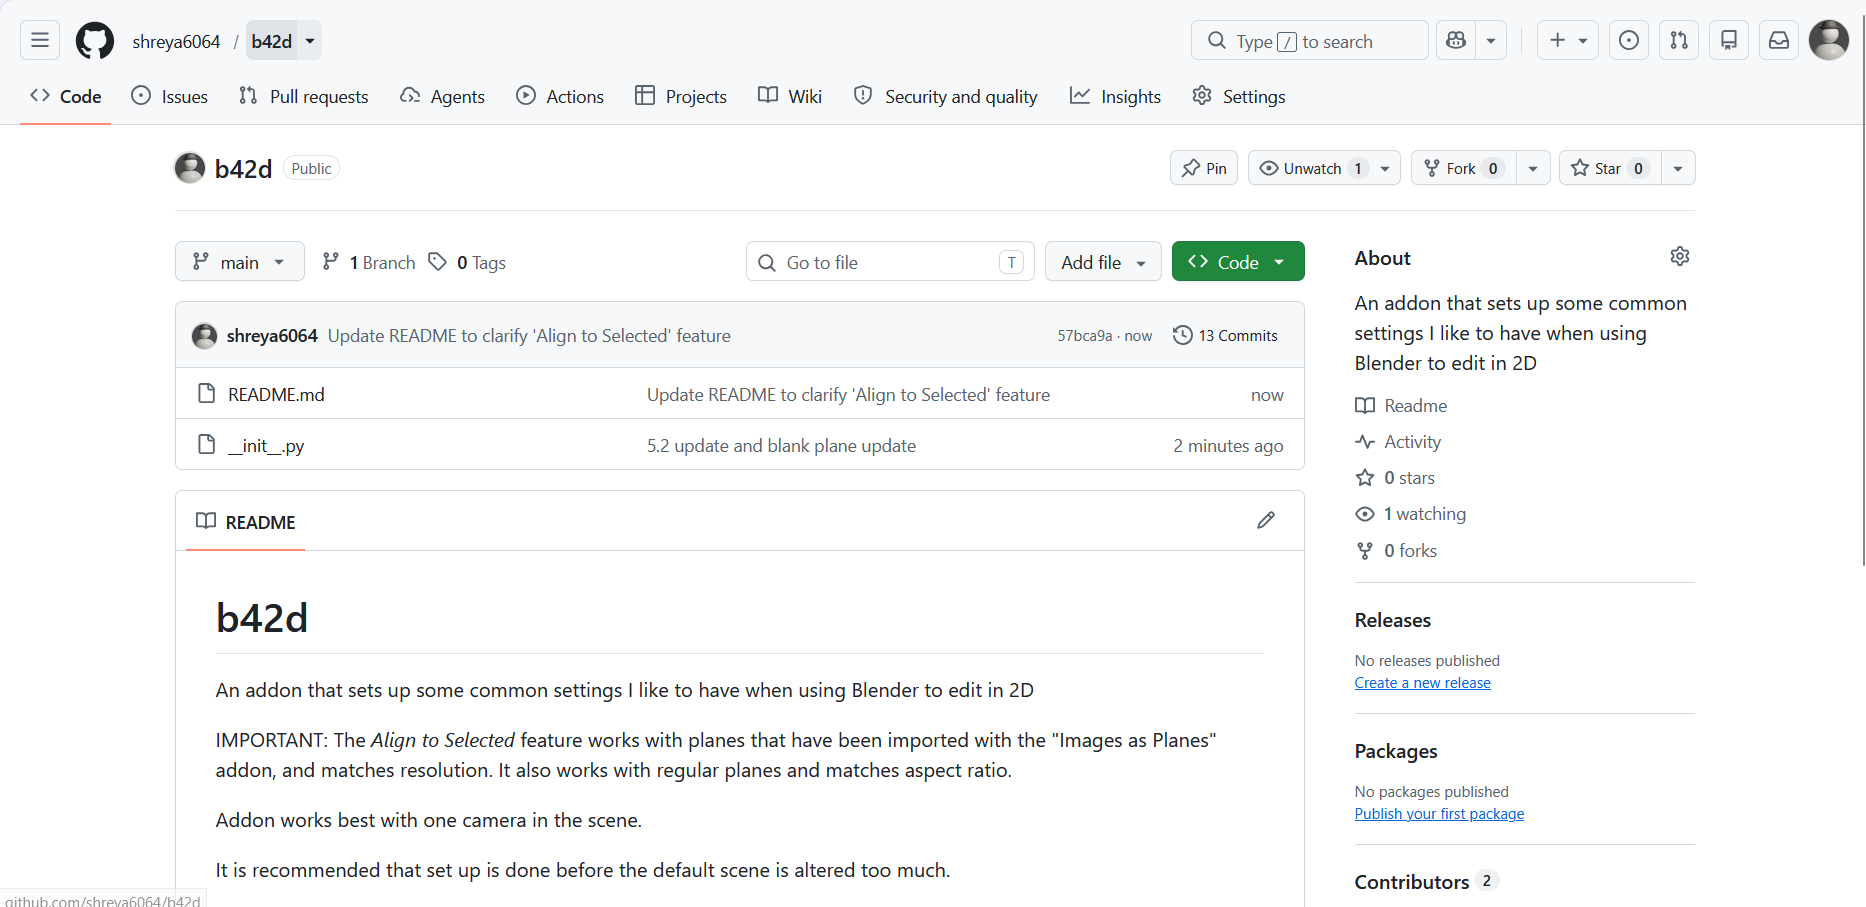 shreya6064 / b42d
Type / to search
Code Issues Pull requests Agents Actions Projects Wiki Security and quality Insights Settings
b42d Public
Pin Unwatch 1 Fork 0 Star 0
main 1 Branch 0 Tags Go to file T Add file Code
shreya6064 Update README to clarify 'Align to Selected' feature 57bca9a · now 13 Commits
README.md Update README to clarify 'Align to Selected' feature now
__init__.py 5.2 update and blank plane update 2 minutes ago
README
b42d
An addon that sets up some common settings I like to have when using Blender to edit in 2D
IMPORTANT: The Align to Selected feature works with planes that have been imported with the "Images as Planes"
addon, and matches resolution. It also works with regular planes and matches aspect ratio.
Addon works best with one camera in the scene.
It is recommended that set up is done before the default scene is altered too much.
About
An addon that sets up some common
settings I like to have when using
Blender to edit in 2D
Readme
Activity
0 stars
1 watching
0 forks
Releases
No releases published
Create a new release
Packages
No packages published
Publish your first package
Contributors 2
github.com/shreya6064/b42d